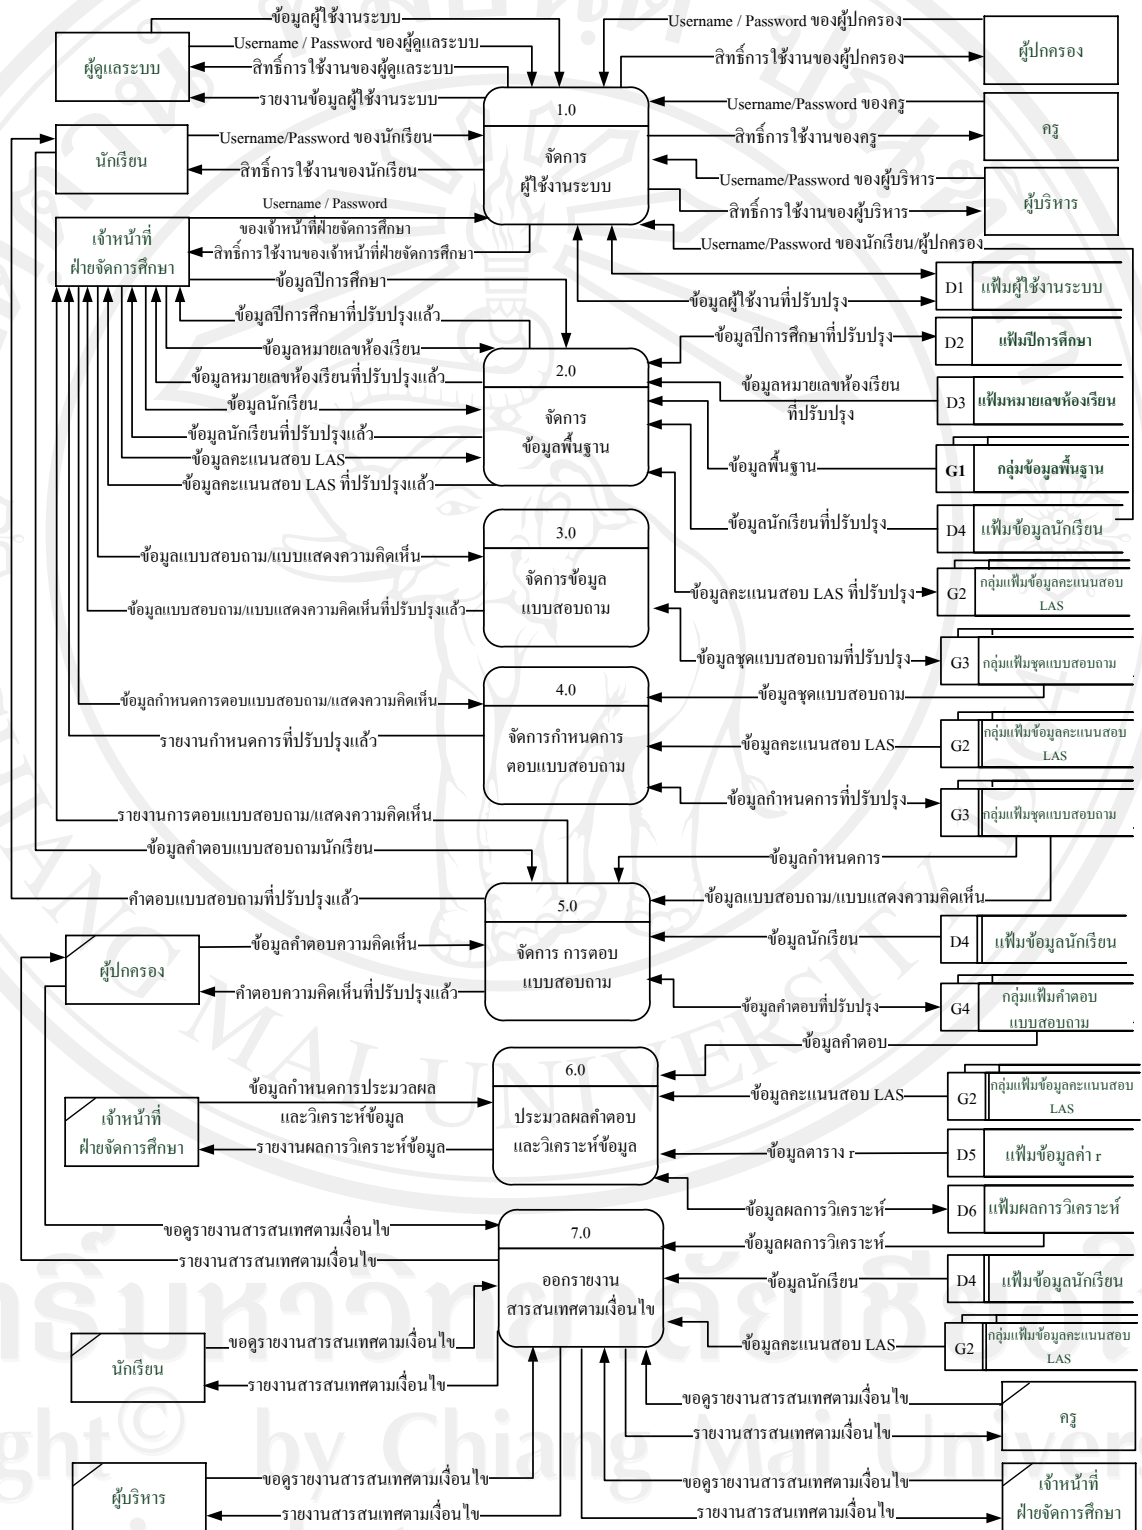 ข้อมูลผู้ใช้งานระบบ
Username / Password ของผู้ดูแลระบบ
ผู้ดูแลระบบ
สิทธิ์การใช้งานของผู้ดูแลระบบ
รายงานข้อมูลผู้ใช้งานระบบ
Username / Password ของผู้ปกครอง
สิทธิ์การใช้งานของผู้ปกครอง
ผู้ปกครอง
1.0
จัดการ
ผู้ใช้งานระบบ
Username/Password ของครู
สิทธิ์การใช้งานของครู
ครู
Username/Password ของนักเรียน
นักเรียน
สิทธิ์การใช้งานของนักเรียน
Username/Password ของผู้บริหาร
สิทธิ์การใช้งานของผู้บริหาร
ผู้บริหาร
Username / Password
ของเจ้าหน้าที่ฝ่ายจัดการศึกษา
เจ้าหน้าที่
ฝ่ายจัดการศึกษา
สิทธิ์การใช้งานของเจ้าหน้าที่ฝ่ายจัดการศึกษา
Username/Password ของนักเรียน/ผู้ปกครอง
ข้อมูลปีการศึกษา
ข้อมูลผู้ใช้งานที่ปรับปรุง
D1 แฟ้มผู้ใช้งานระบบ
ข้อมูลปีการศึกษาที่ปรับปรุงแล้ว
ข้อมูลปีการศึกษาที่ปรับปรุง
D2 แฟ้มปีการศึกษา
ข้อมูลหมายเลขห้องเรียน
ข้อมูลหมายเลขห้องเรียนที่ปรับปรุงแล้ว
2.0
จัดการ
ข้อมูลพื้นฐาน
ข้อมูลหมายเลขห้องเรียน
ที่ปรับปรุง
D3 แฟ้มหมายเลขห้องเรียน
ข้อมูลนักเรียน
ข้อมูลนักเรียนที่ปรับปรุงแล้ว
ข้อมูลคะแนนสอบ LAS
ข้อมูลคะแนนสอบ LAS ที่ปรับปรุงแล้ว
ข้อมูลพื้นฐาน
G1 กลุ่มข้อมูลพื้นฐาน
ข้อมูลนักเรียนที่ปรับปรุง
D4 แฟ้มข้อมูลนักเรียน
3.0
จัดการข้อมูล
แบบสอบถาม
ข้อมูลแบบสอบถาม/แบบแสดงความคิดเห็น
ข้อมูลแบบสอบถาม/แบบแสดงความคิดเห็นที่ปรับปรุงแล้ว
ข้อมูลคะแนนสอบ LAS ที่ปรับปรุง
G2 กลุ่มแฟ้มข้อมูลคะแนนสอบ
LAS
ข้อมูลชุดแบบสอบถามที่ปรับปรุง
G3 กลุ่มแฟ้มชุดแบบสอบถาม
4.0
จัดการกำหนดการ
ตอบแบบสอบถาม
ข้อมูลกำหนดการตอบแบบสอบถาม/แสดงความคิดเห็น
รายงานกำหนดการที่ปรับปรุงแล้ว
ข้อมูลชุดแบบสอบถาม
ข้อมูลคะแนนสอบ LAS
G2 กลุ่มแฟ้มข้อมูลคะแนนสอบ
LAS
ข้อมูลกำหนดการที่ปรับปรุง
G3 กลุ่มแฟ้มชุดแบบสอบถาม
รายงานการตอบแบบสอบถาม/แสดงความคิดเห็น
ข้อมูลคำตอบแบบสอบถามนักเรียน
ข้อมูลกำหนดการ
คำตอบแบบสอบถามที่ปรับปรุงแล้ว
5.0
จัดการ การตอบ
แบบสอบถาม
ข้อมูลแบบสอบถาม/แบบแสดงความคิดเห็น
ข้อมูลคำตอบความคิดเห็น
ผู้ปกครอง
คำตอบความคิดเห็นที่ปรับปรุงแล้ว
ข้อมูลนักเรียน
D4 แฟ้มข้อมูลนักเรียน
ข้อมูลคำตอบที่ปรับปรุง
G4 กลุ่มแฟ้มคำตอบ
แบบสอบถาม
ข้อมูลคำตอบ
6.0
ประมวลผลคำตอบ
และวิเคราะห์ข้อมูล
ข้อมูลกำหนดการประมวลผล
และวิเคราะห์ข้อมูล
เจ้าหน้าที่
ฝ่ายจัดการศึกษา
รายงานผลการวิเคราะห์ข้อมูล
ข้อมูลคะแนนสอบ LAS
G2 กลุ่มแฟ้มข้อมูลคะแนนสอบ
LAS
ข้อมูลตาราง r
D5 แฟ้มข้อมูลค่า r
ข้อมูลผลการวิเคราะห์
D6 แฟ้มผลการวิเคราะห์
ขอดูรายงานสารสนเทศตามเงื่อนไข
รายงานสารสนเทศตามเงื่อนไข
7.0
ออกรายงาน
สารสนเทศตามเงื่อนไข
ข้อมูลผลการวิเคราะห์
ข้อมูลนักเรียน
D4 แฟ้มข้อมูลนักเรียน
ข้อมูลคะแนนสอบ LAS
G2 กลุ่มแฟ้มข้อมูลคะแนนสอบ
LAS
ขอดูรายงานสารสนเทศตามเงื่อนไข
นักเรียน
รายงานสารสนเทศตามเงื่อนไข
ขอดูรายงานสารสนเทศตามเงื่อนไข
รายงานสารสนเทศตามเงื่อนไข
ครู
ขอดูรายงานสารสนเทศตามเงื่อนไข
ผู้บริหาร
รายงานสารสนเทศตามเงื่อนไข
ขอดูรายงานสารสนเทศตามเงื่อนไข
รายงานสารสนเทศตามเงื่อนไข
เจ้าหน้าที่
ฝ่ายจัดการศึกษา
by Chiang Mai Univer